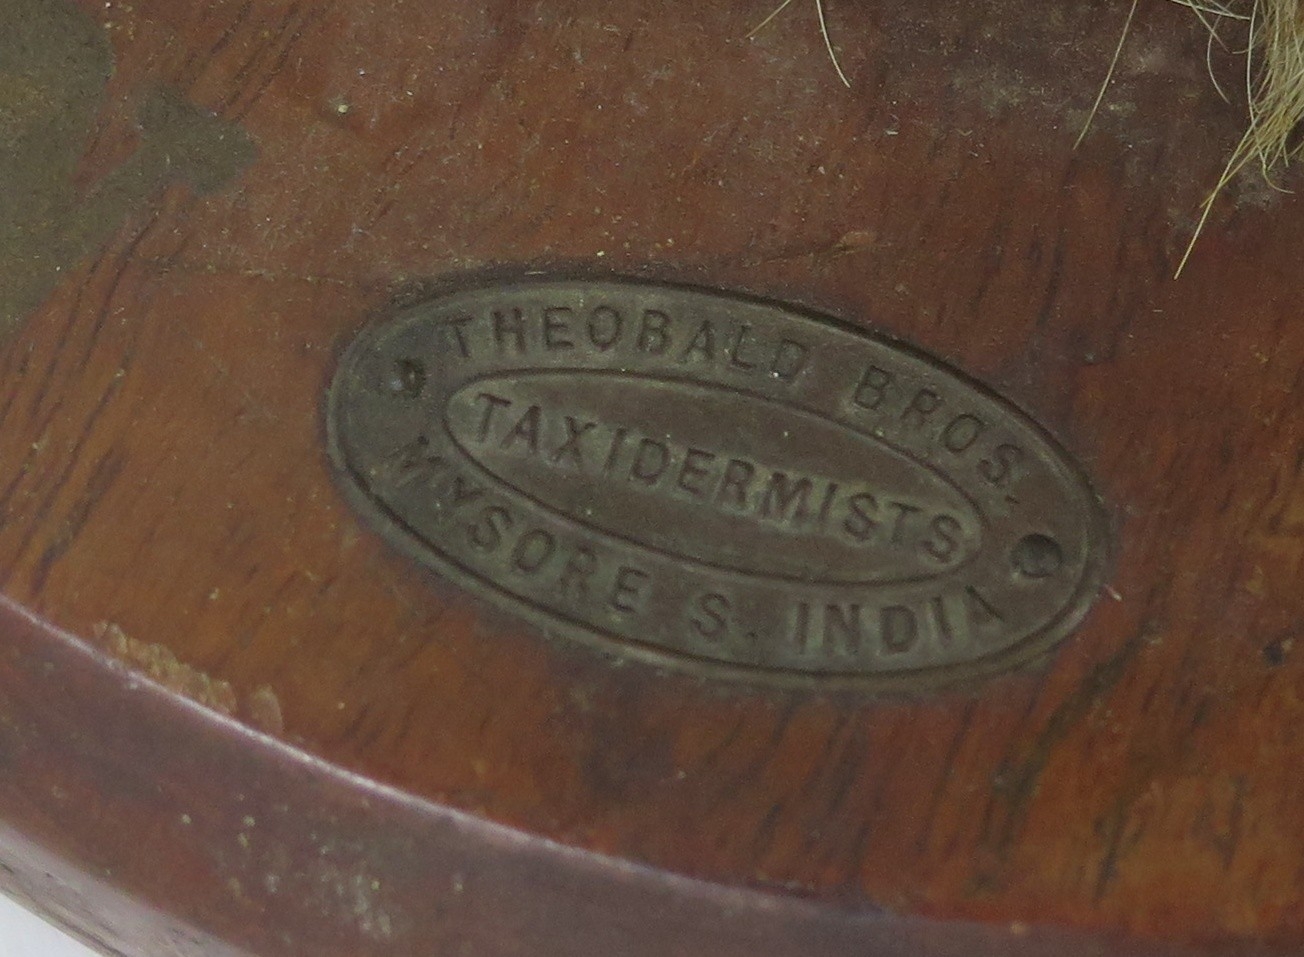 THEOBALD BROS.
TAXIDERMISTS
MYSORE S. INDIA